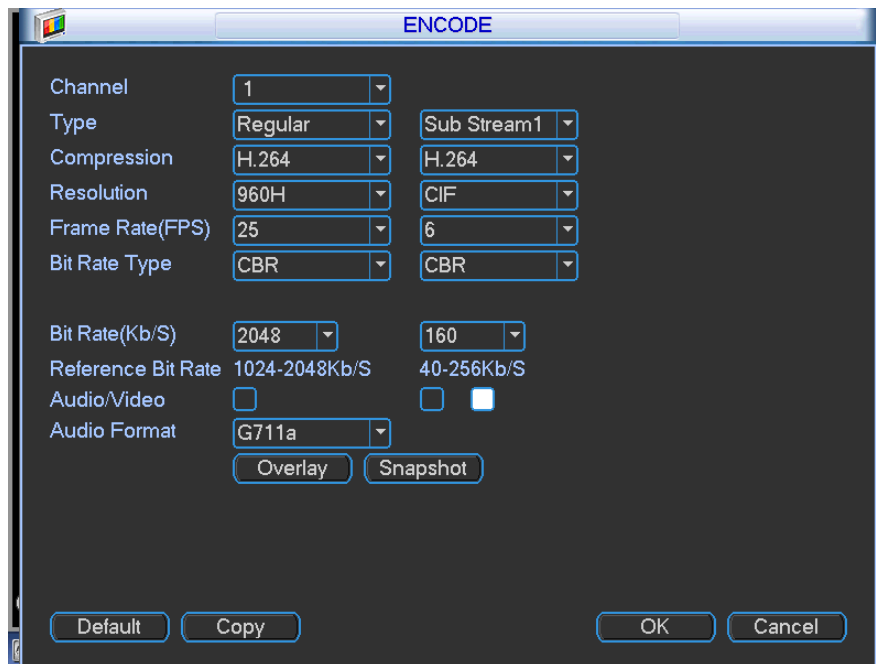 ENCODE
Channel 1
Type Regular Sub Stream1
Compression H.264 H.264
Resolution 960H CIF
Frame Rate(FPS) 25 6
Bit Rate Type CBR CBR
Bit Rate(Kb/S) 2048 160
Reference Bit Rate 1024-2048Kb/S 40-256Kb/S
Audio/Video
Audio Format G711a
Overlay Snapshot
Default Copy OK Cancel